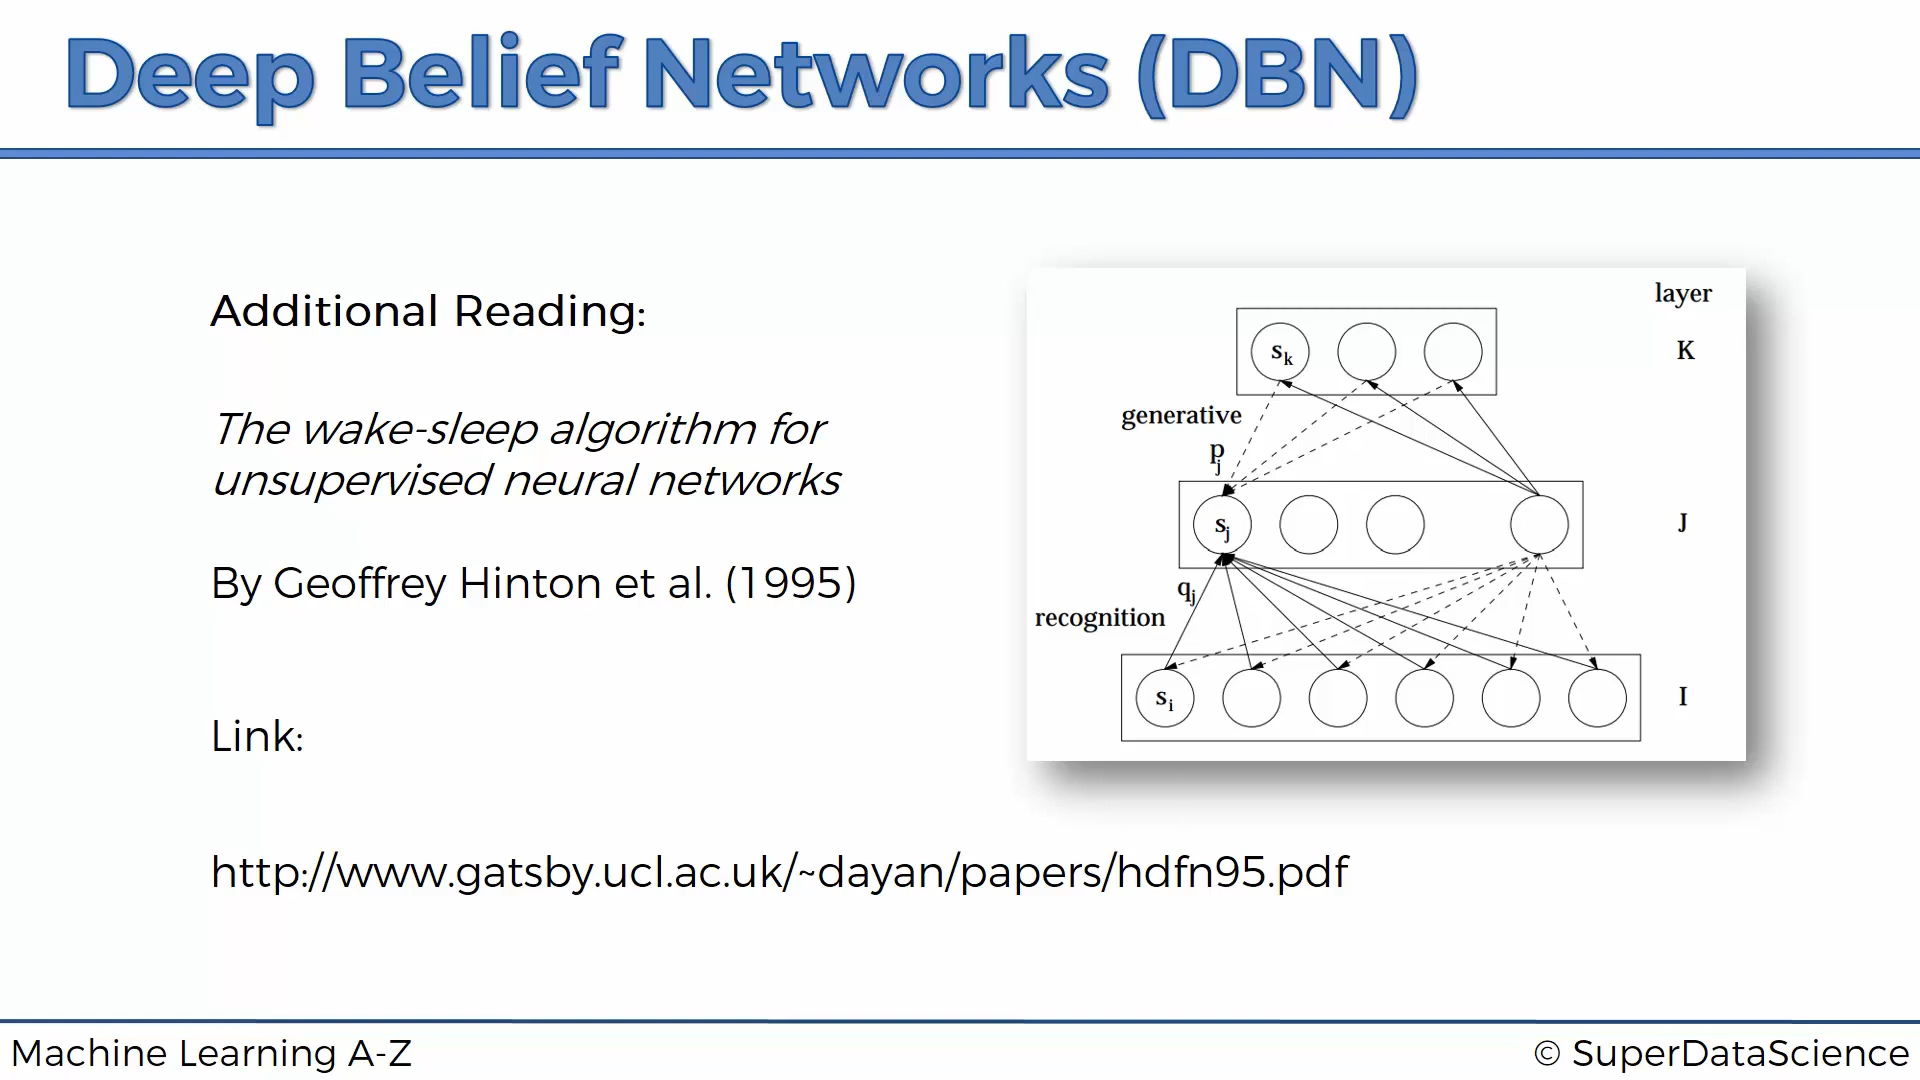 Deep Belief Networks (DBN)
Additional Reading:
The wake-sleep algorithm for
unsupervised neural networks
By Geoffrey Hinton et al. (1995)
Link:
http://www.gatsby.ucl.ac.uk/~dayan/papers/hdfn95.pdf
layer
sk
K
generative
pj
sj
J
qj
recognition
si
I
Machine Learning A-Z
© SuperDataScience